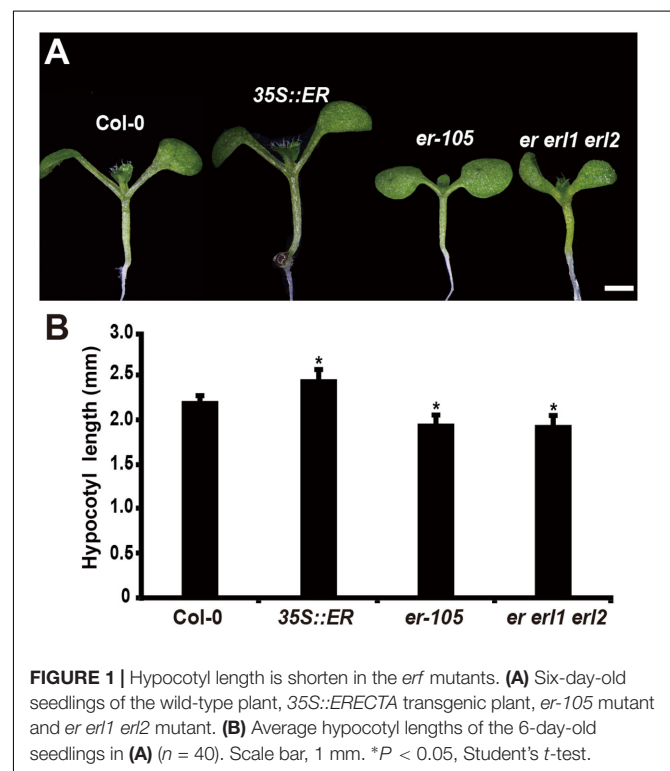 A
Col-0
35S::ER
er-105
er erl1 erl2
B
Hypocotyl length (mm)
3.0
2.5
2.0
1.5
1.0
0.5
0
*
*
*
Col-0 35S::ER er-105 er erl1 erl2
FIGURE 1 | Hypocotyl length is shorten in the erf mutants. (A) Six-day-old
seedlings of the wild-type plant, 35S::ERECTA transgenic plant, er-105 mutant
and er erl1 erl2 mutant. (B) Average hypocotyl lengths of the 6-day-old
seedlings in (A) (n = 40). Scale bar, 1 mm. *P < 0.05, Student's t-test.